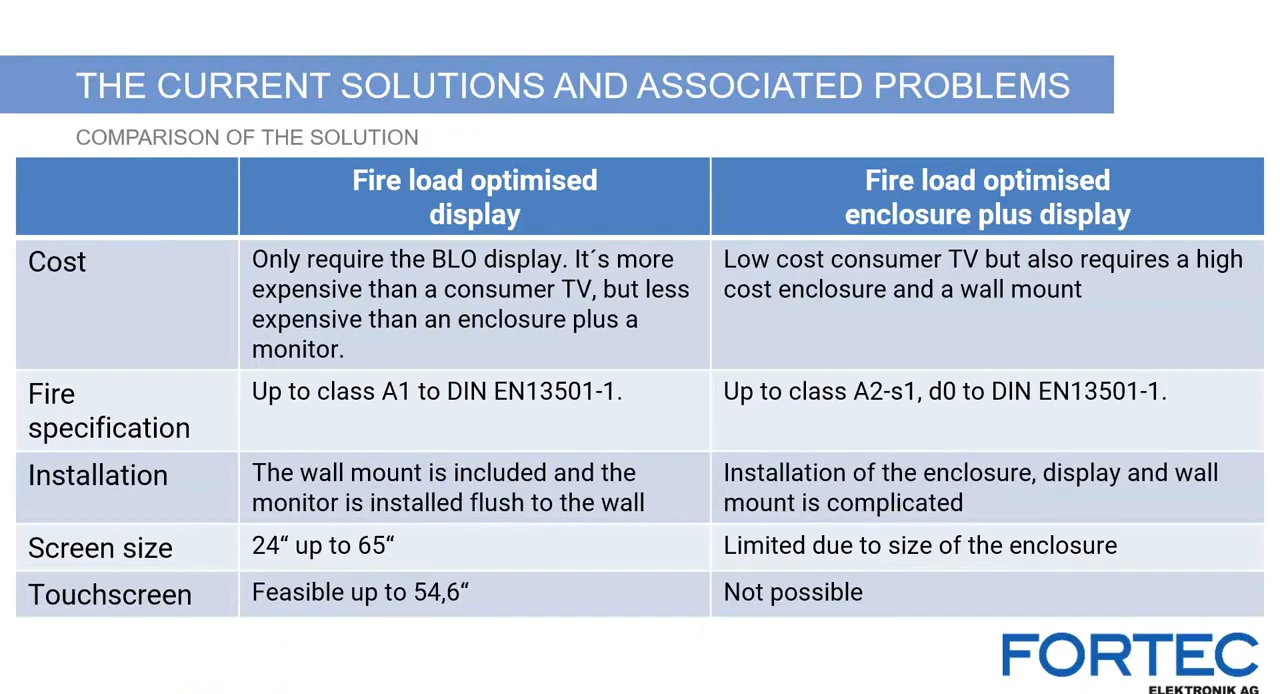 THE CURRENT SOLUTIONS AND ASSOCIATED PROBLEMS
COMPARISON OF THE SOLUTION
Fire load optimised
display
Fire load optimised
enclosure plus display
Cost
Only require the BLO display. It´s more
expensive than a consumer TV, but less
expensive than an enclosure plus a
monitor.
Low cost consumer TV but also requires a high
cost enclosure and a wall mount
Fire
specification
Up to class A1 to DIN EN13501-1.
Up to class A2-s1, d0 to DIN EN13501-1.
Installation
The wall mount is included and the
monitor is installed flush to the wall
Installation of the enclosure, display and wall
mount is complicated
Screen size
24“ up to 65“
Limited due to size of the enclosure
Touchscreen
Feasible up to 54,6“
Not possible
FORTEC
ELEKTRONIK AG